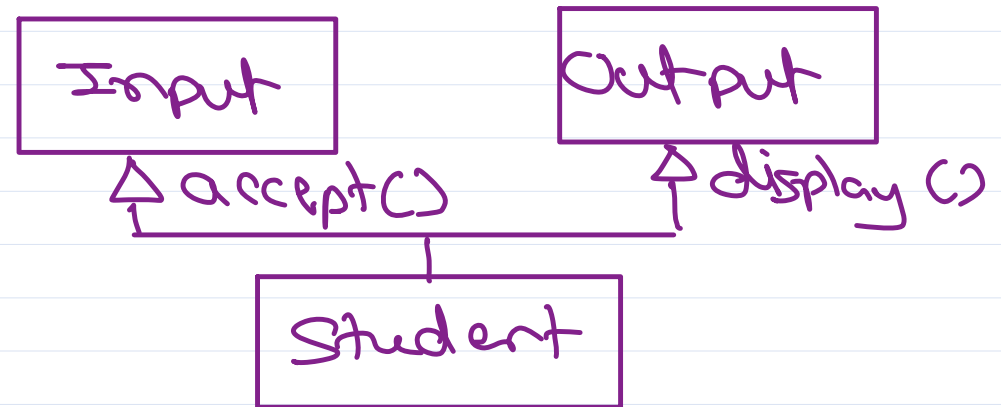 Input
Output
accept()
display()
Student